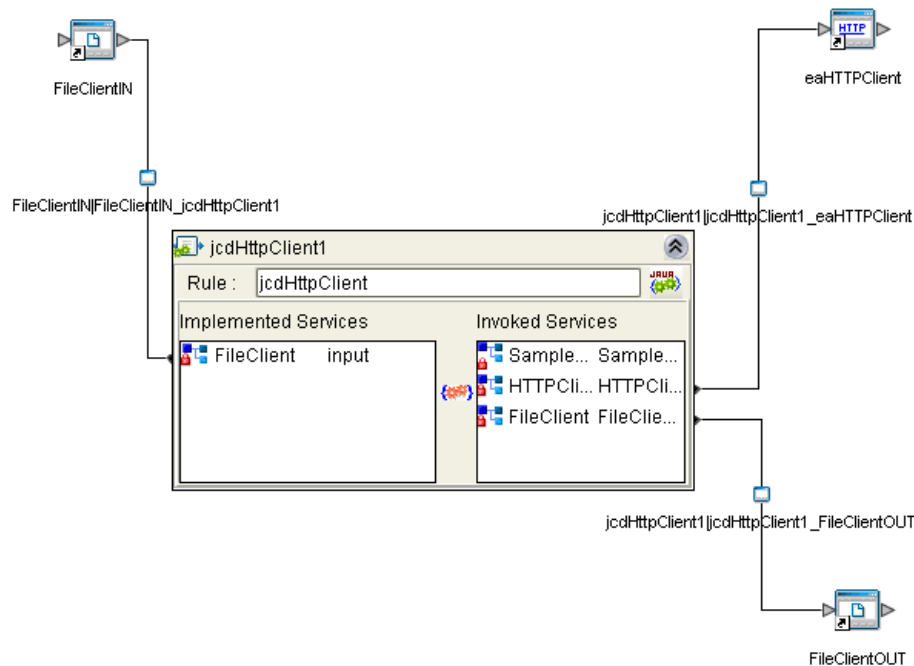 HTTP
FileClientIN
eaHTTPClient
FileClientIN|FileClientIN_jcdHttpClient1
jcdHttpClient1|jcdHttpClient1_eaHTTPClient
jcdHttpClient1
Rule : jcdHttpClient JAVA
Implemented Services Invoked Services
FileClient input Sample... Sample...
HTTPCli... HTTPCli...
FileClient FileClie...
jcdHttpClient1|jcdHttpClient1_FileClientOUT
FileClientOUT